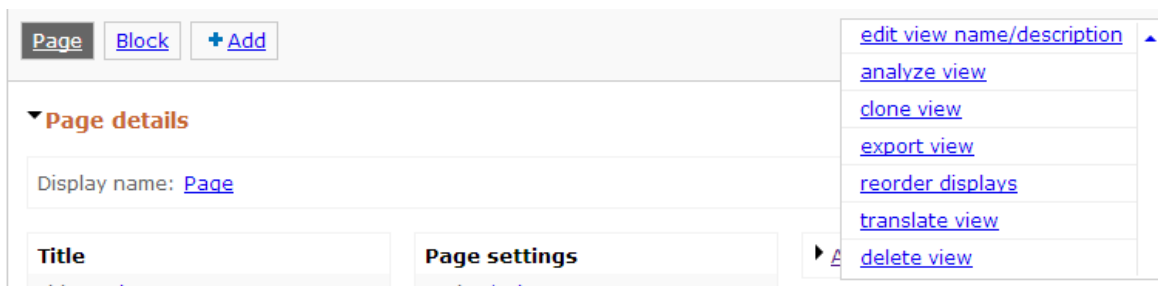 Page Block + Add
edit view name/description
analyze view
clone view
export view
reorder displays
translate view
delete view
Page details
Display name: Page
Title
Page settings